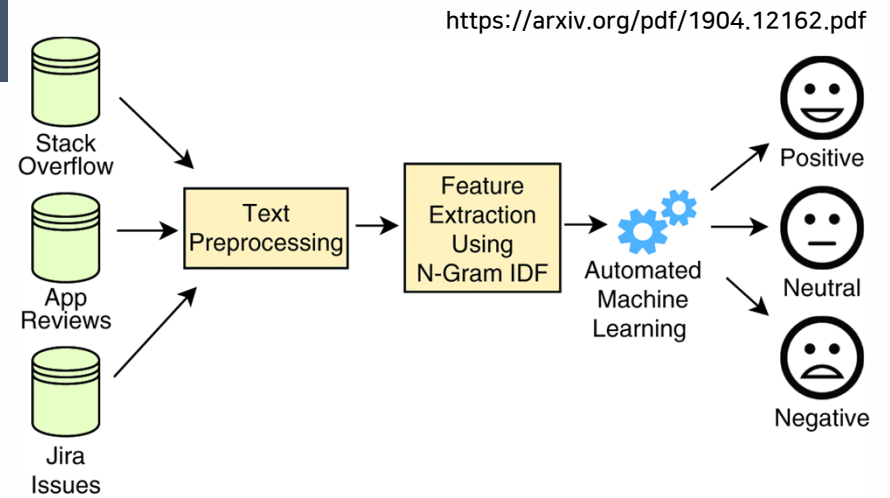 https://arxiv.org/pdf/1904.12162.pdf
Stack
Overflow
App
Reviews
Jira
Issues
Text
Preprocessing
Feature
Extraction
Using
N-Gram IDF
Automated
Machine
Learning
Positive
Neutral
Negative